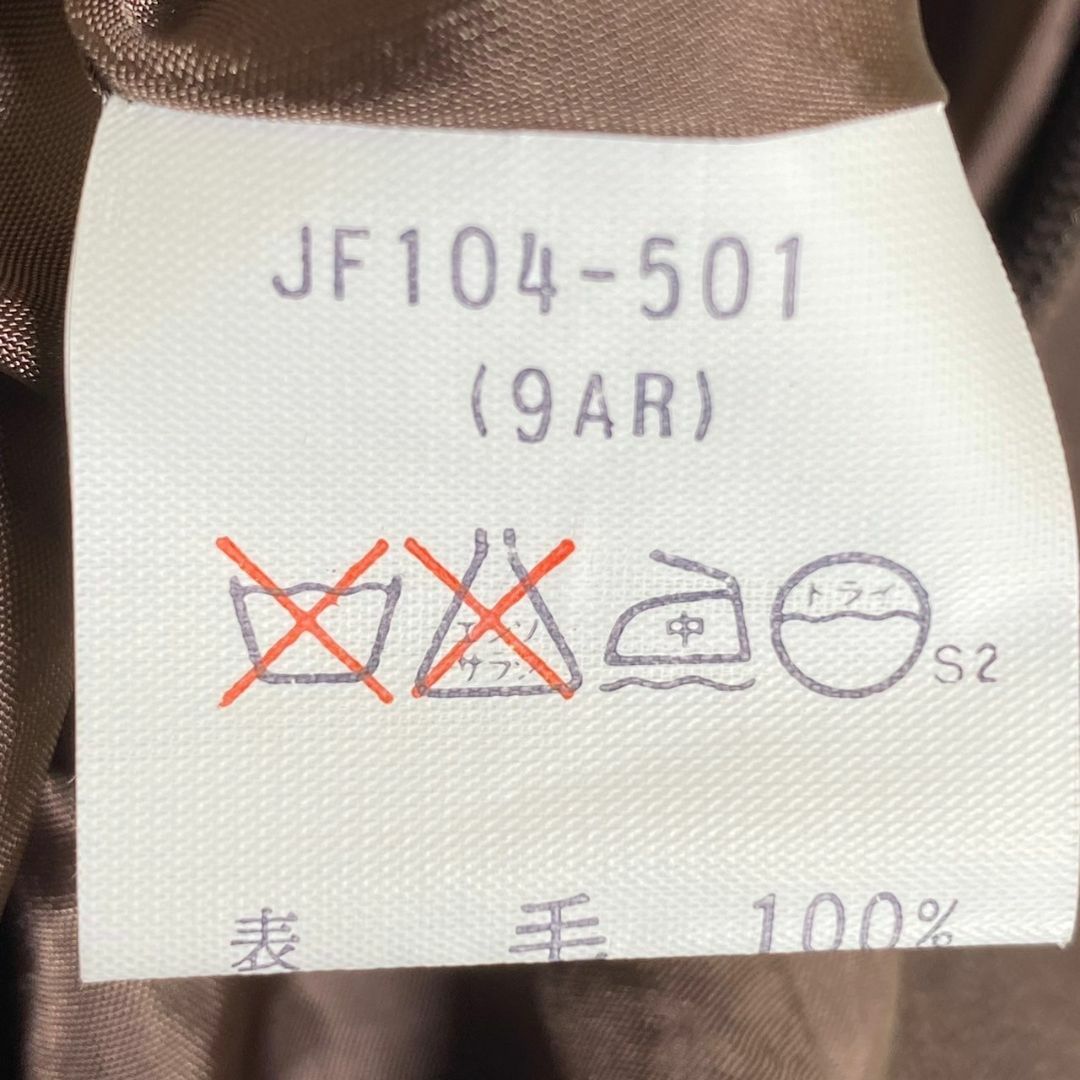 JF104-501
(9AR)
エンソ
サラシ
中
ドライ
S2
表 毛 100%